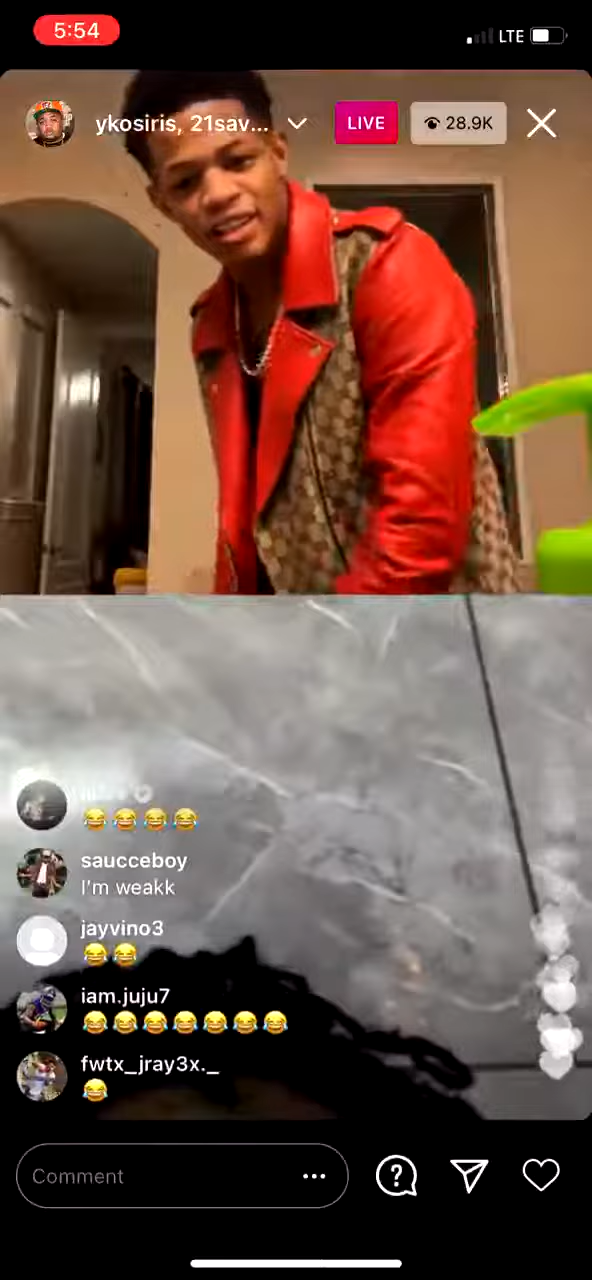 5:54
LTE
ykosiris, 21sav...
LIVE
28.9K
😂😂😂😂
saucceboy
I'm weakk
jayvino3
😂😂
iam.juju7
😂😂😂😂😂😂😂
fwtx_jray3x._
😂
Comment